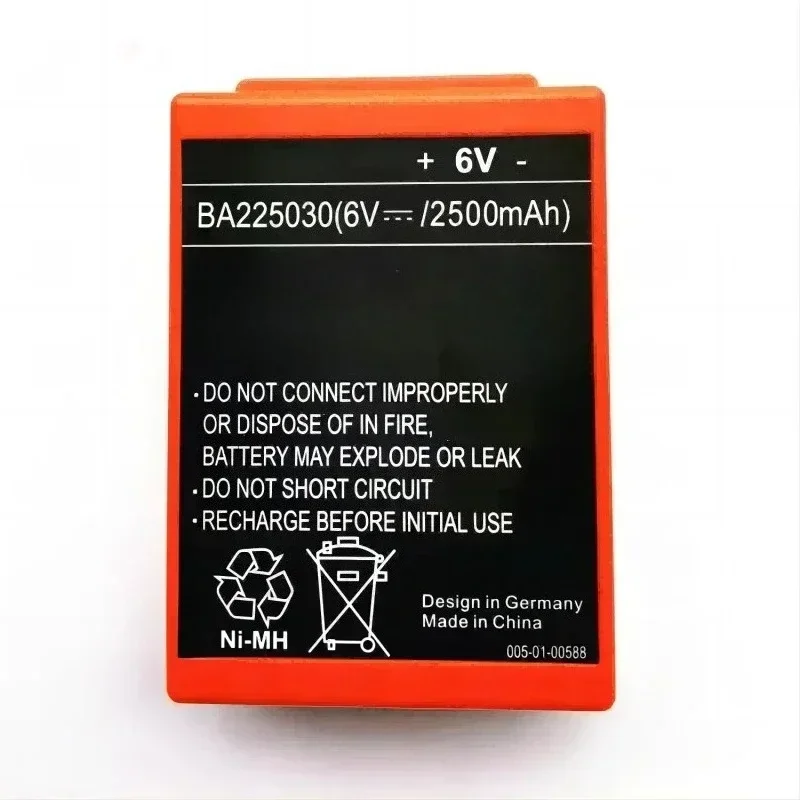 + 6V -
BA225030(6V⎓/2500mAh)
· DO NOT CONNECT IMPROPERLY
OR DISPOSE OF IN FIRE,
BATTERY MAY EXPLODE OR LEAK
· DO NOT SHORT CIRCUIT
· RECHARGE BEFORE INITIAL USE
Ni-MH
Design in Germany
Made in China
005-01-00588